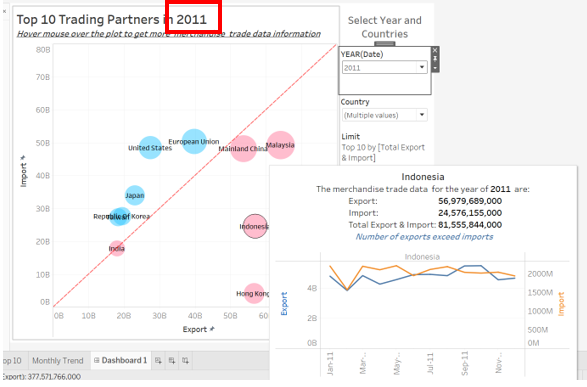 Top 10 Trading Partners in 2011
Hover mouse over the plot to get more merchandise trade data information
Select Year and
Countries
YEAR(Date)
2011
Country
(Multiple values)
Limit
Top 10 by [Total Export
& Import]
80B
70B
60B
50B
40B
30B
20B
10B
0B
Import
United States
European Union
Mainland China
Malaysia
Japan
Republic Of Korea
India
Indonesia
Hong Kong
0B
10B
20B
30B
40B
50B
Export
Indonesia
The merchandise trade data for the year of 2011 are:
Export: 56,979,689,000
Import: 24,576,155,000
Total Export & Import: 81,555,844,000
Number of exports exceed imports
Indonesia
Export
4B
2B
0B
2000M
1500M
1000M
500M
0M
Import
Jan-11
Mar-..
May-..
Jul-11
Sep-11
Nov-..
op 10
Monthly Trend
Dashboard 1
Export): 377,571,766,000